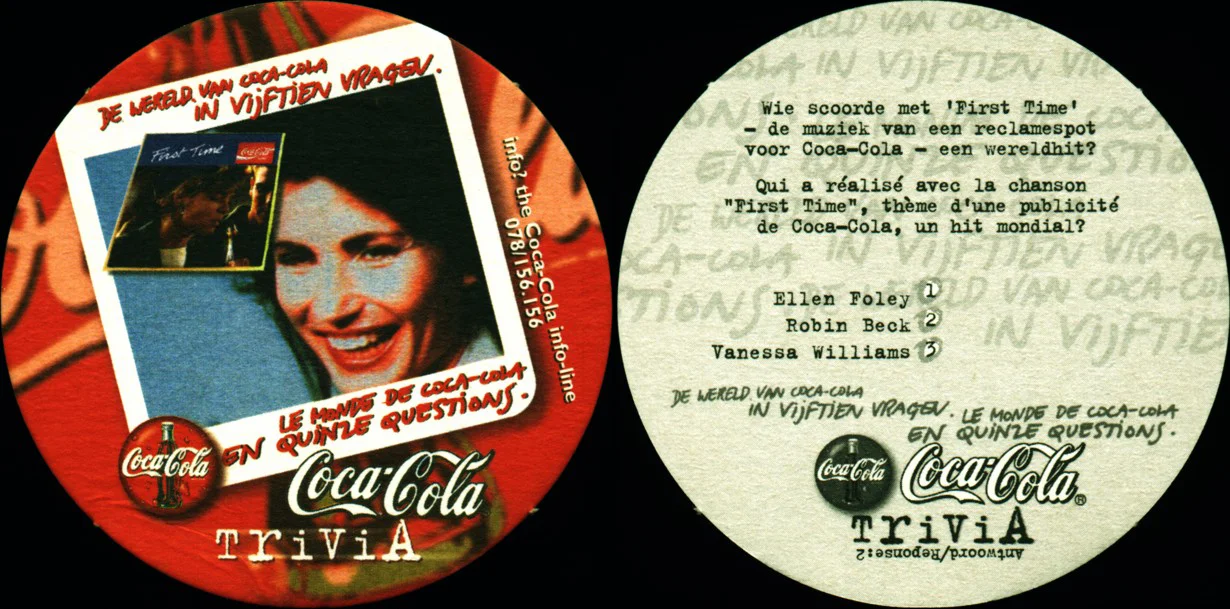 DE WERELD VAN COCA-COLA
IN VIJFTIEN VRAGEN.
First Time
Coca-Cola
info? the Coca-Cola info-line
078/156.156
LE MONDE DE COCA-COLA
EN QUINZE QUESTIONS.
Coca-Cola
Coca-Cola
TRiViA
Wie scoorde met 'First Time'
– de muziek van een reclamespot
voor Coca-Cola – een wereldhit?
Qui a réalisé avec la chanson
"First Time", thème d'une publicité
de Coca-Cola, un hit mondial?
Ellen Foley 1
Robin Beck 2
Vanessa Williams 3
DE WERELD VAN COCA-COLA
IN VIJFTIEN VRAGEN.
LE MONDE DE COCA-COLA
EN QUINZE QUESTIONS.
Coca-Cola
Coca-Cola®
TRiViA
Antwoord/Reponse:2